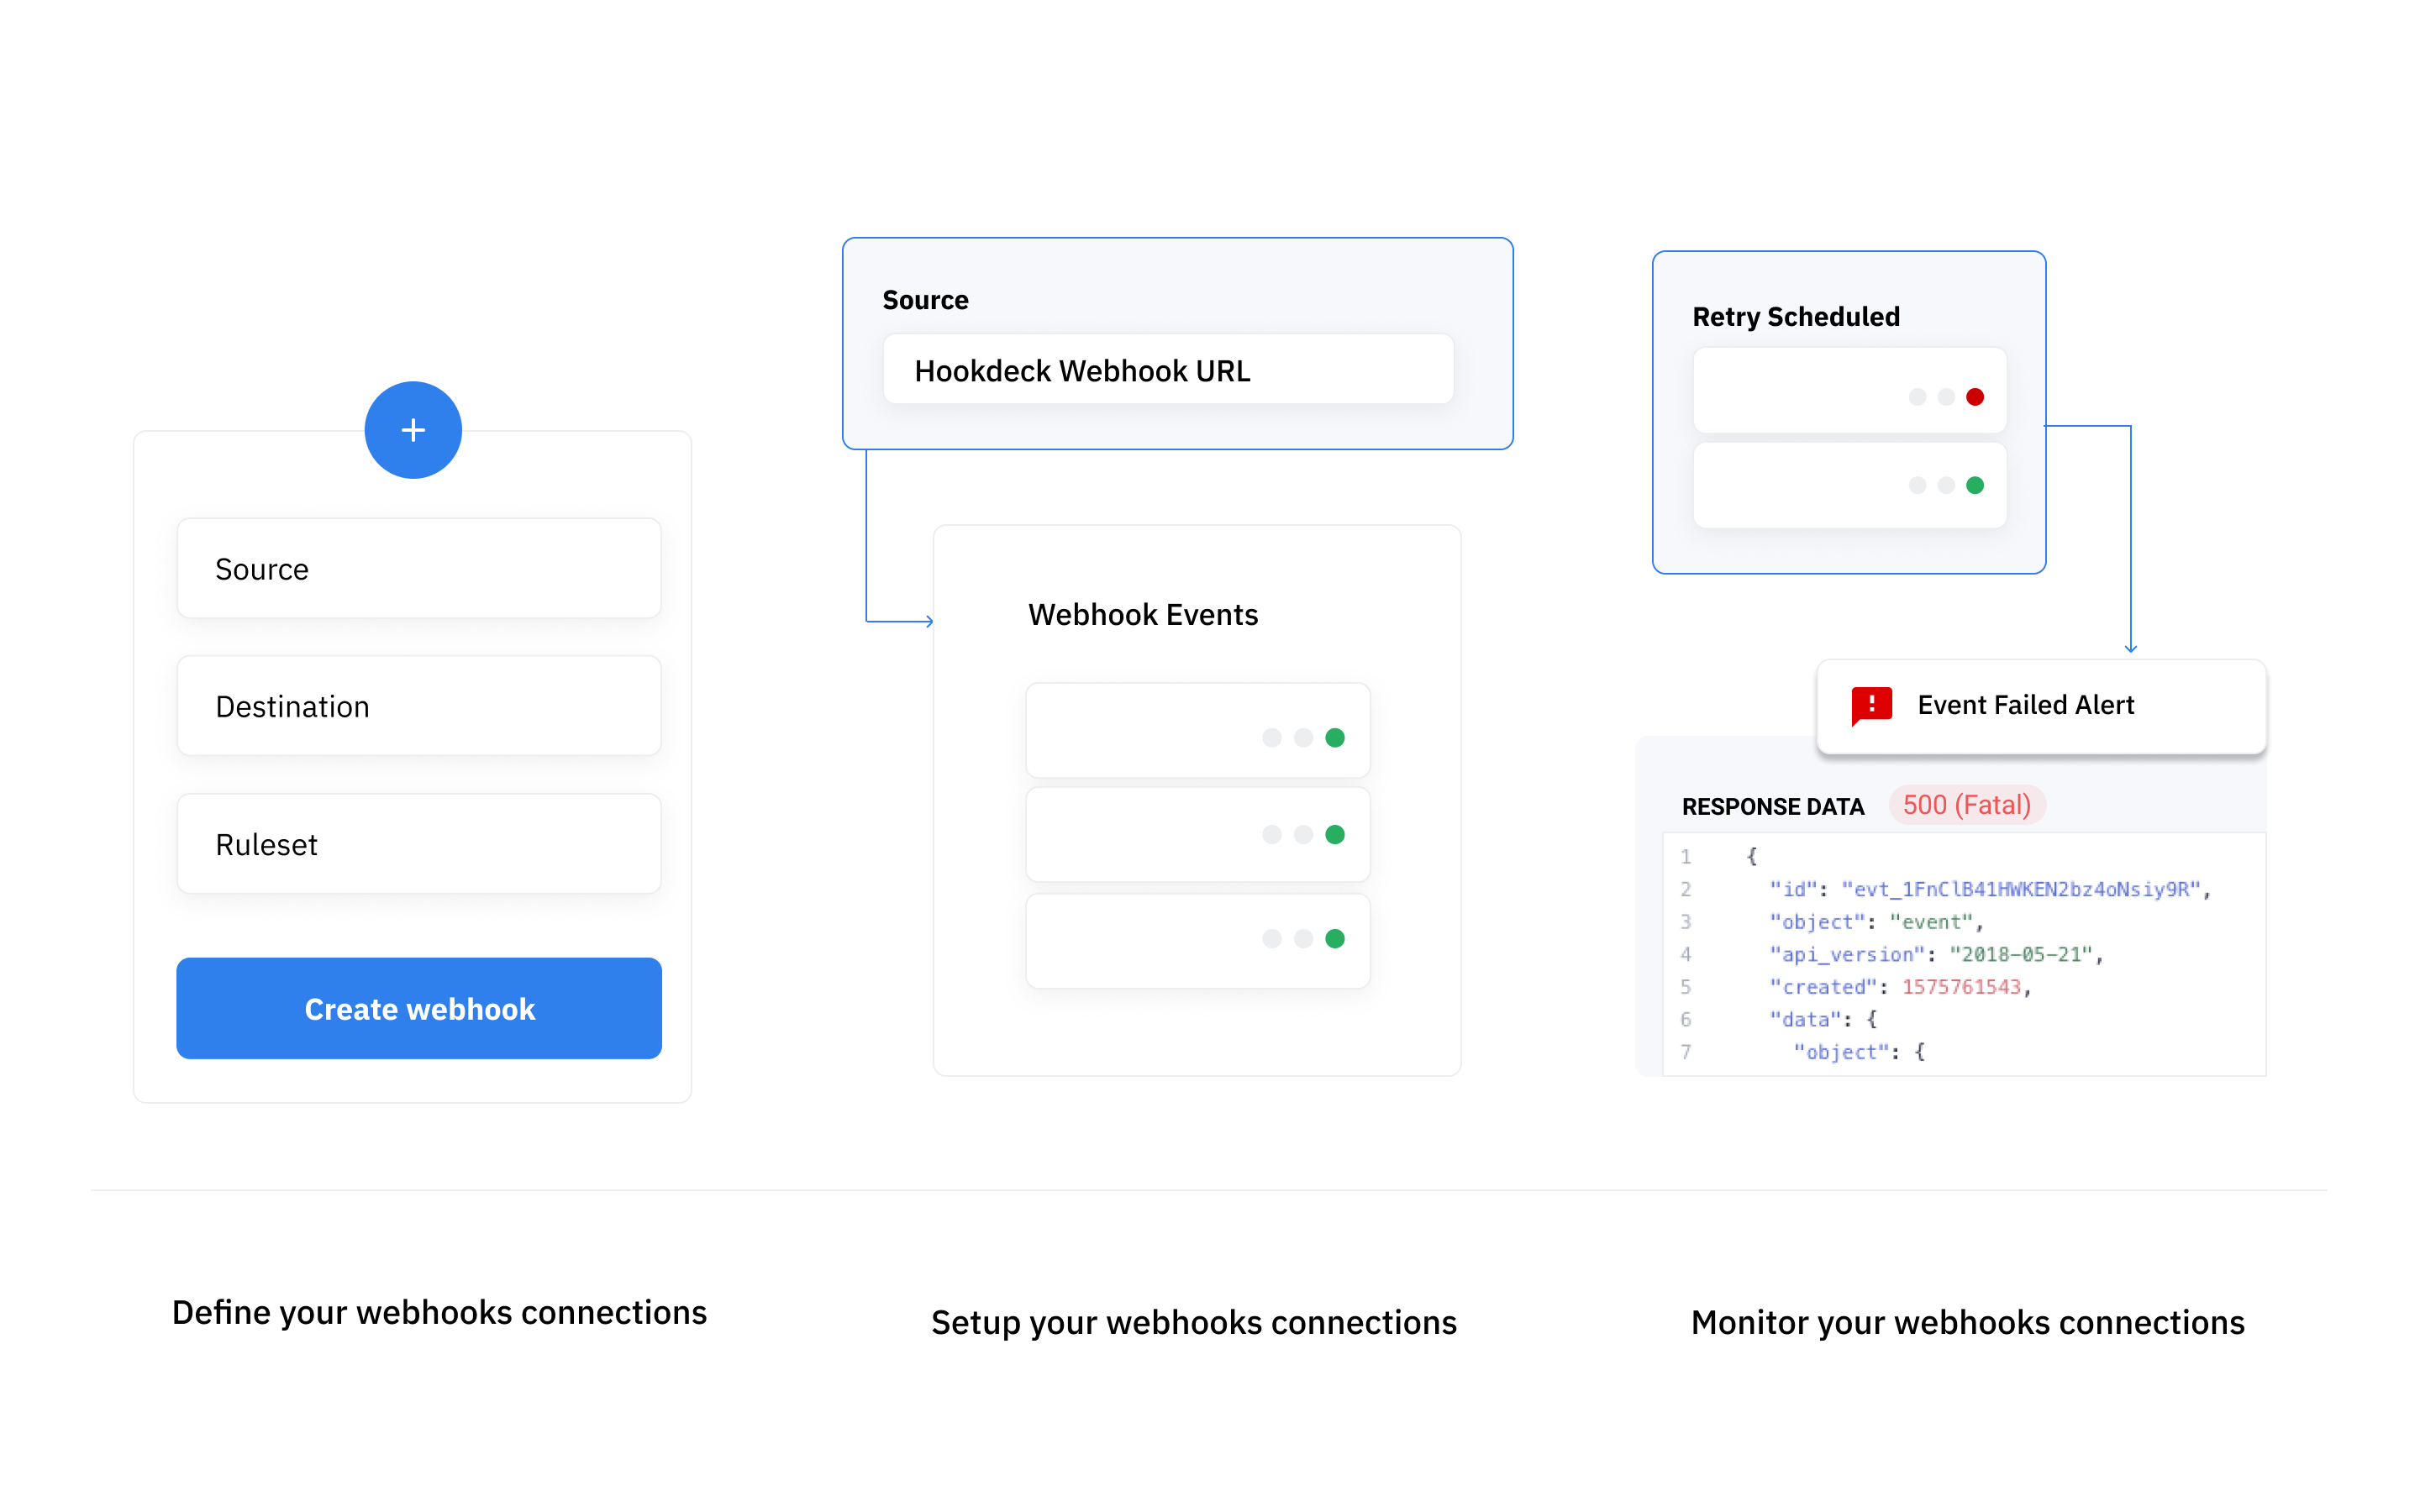 Source
Destination
Ruleset
Create webhook
Define your webhooks connections
Source
Hookdeck Webhook URL
Webhook Events
Setup your webhooks connections
Retry Scheduled
Event Failed Alert
RESPONSE DATA 500 (Fatal)
1 {
2 "id": "evt_1FnClB41HWKEN2bz4oNsiy9R",
3 "object": "event",
4 "api_version": "2018-05-21",
5 "created": 1575761543,
6 "data": {
7 "object": {
Monitor your webhooks connections